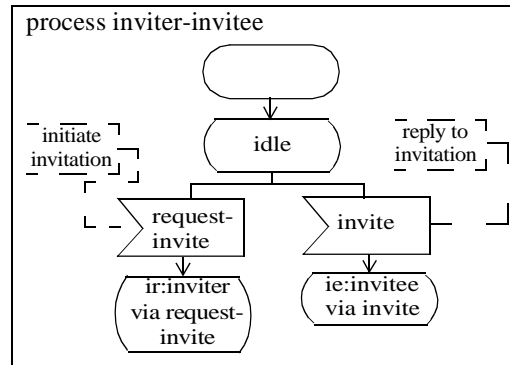 process inviter-invitee
initiate
invitation
idle
reply to
invitation
request-
invite
invite
ir:inviter
via request-
invite
ie:invitee
via invite